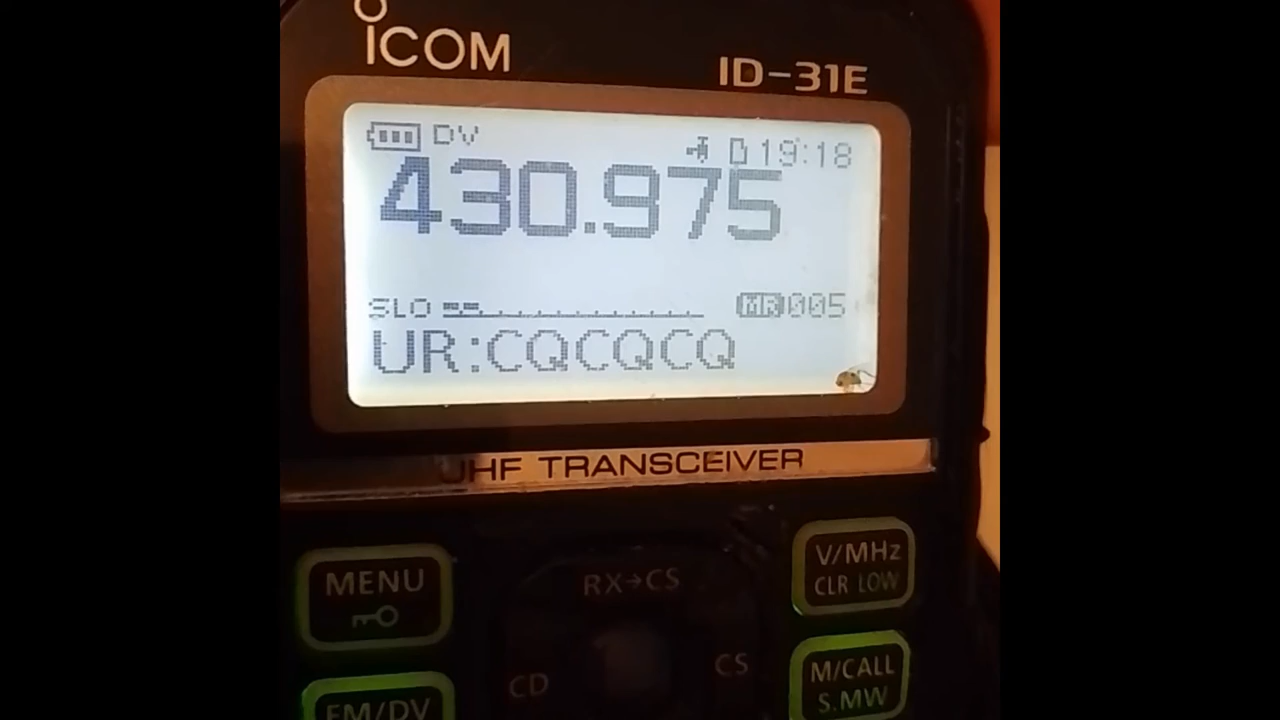 ICOM
ID-31E
DV 19:18
430.975
SLO MR 005
UR:CQCQCQ
UHF TRANSCEIVER
MENU
RX→CS
V/MHz
CLR LOW
CD
CS
M/CALL
S.MW
FM/DV